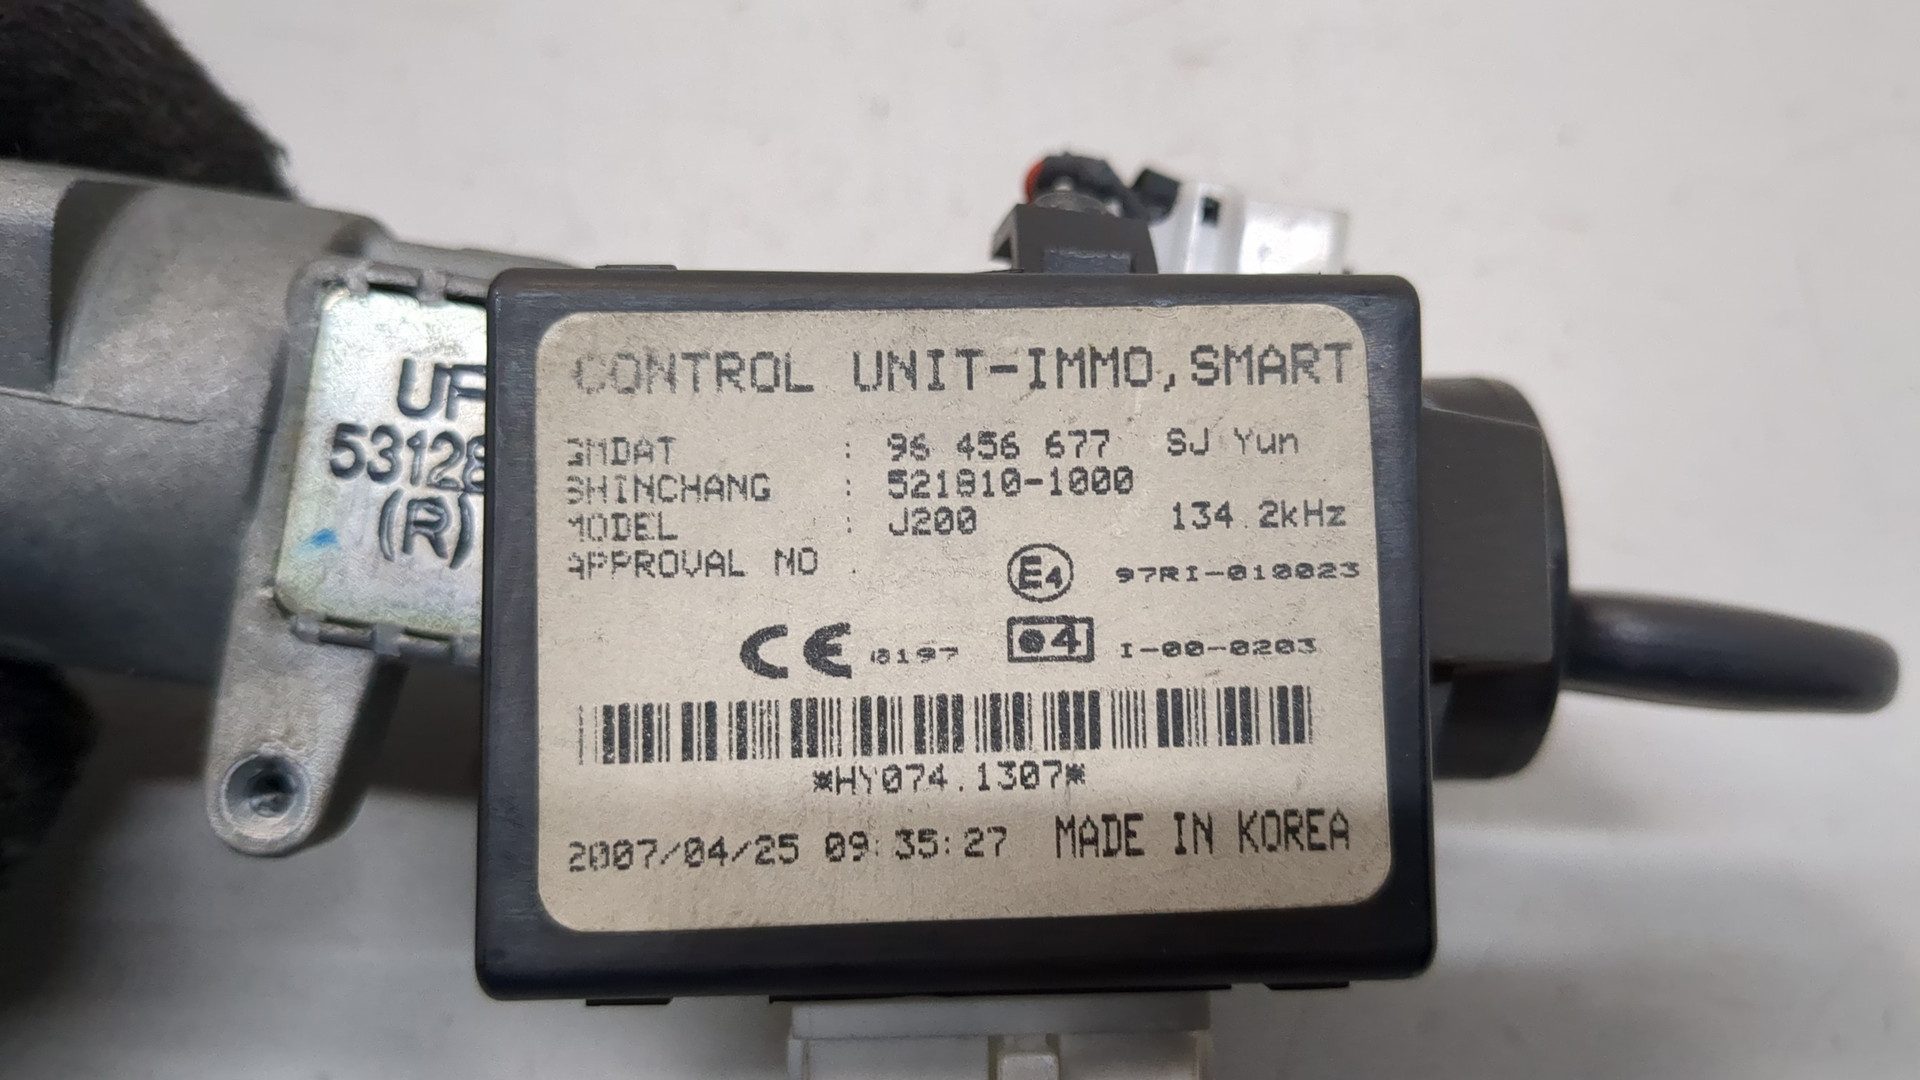 UF
53128
(R)
CONTROL UNIT-IMMO,SMART
GMDAT : 96 456 677 SJ Yun
SHINCHANG : 521810-1000
MODEL : J200 134.2kHz
APPROVAL NO : E4 97RI-010023
CE 0197 4 I-00-0203
*HY074.1307*
2007/04/25 09:35:27 MADE IN KOREA